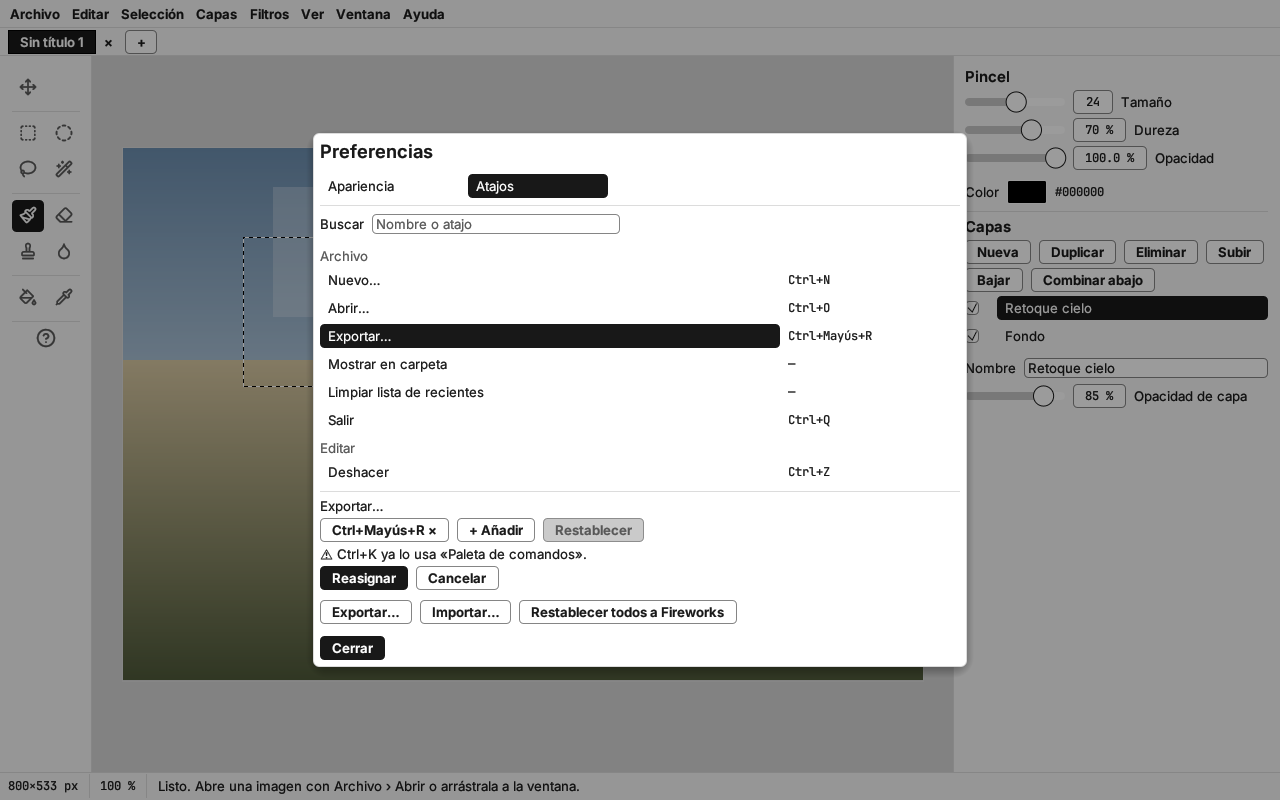 Archivo Editar Selección Capas Filtros Ver Ventana Ayuda
Sin título 1 × +
Pincel
24 Tamaño
70 % Dureza
100.0 % Opacidad
Color #000000
Capas
Nueva Duplicar Eliminar Subir
Bajar Combinar abajo
Retoque cielo
Fondo
Nombre Retoque cielo
85 % Opacidad de capa
Preferencias
Apariencia Atajos
Buscar Nombre o atajo
Archivo
Nuevo... Ctrl+N
Abrir... Ctrl+O
Exportar... Ctrl+Mayús+R
Mostrar en carpeta —
Limpiar lista de recientes —
Salir Ctrl+Q
Editar
Deshacer Ctrl+Z
Exportar...
Ctrl+Mayús+R × + Añadir Restablecer
⚠ Ctrl+K ya lo usa «Paleta de comandos».
Reasignar Cancelar
Exportar... Importar... Restablecer todos a Fireworks
Cerrar
800×533 px 100 % Listo. Abre una imagen con Archivo › Abrir o arrástrala a la ventana.